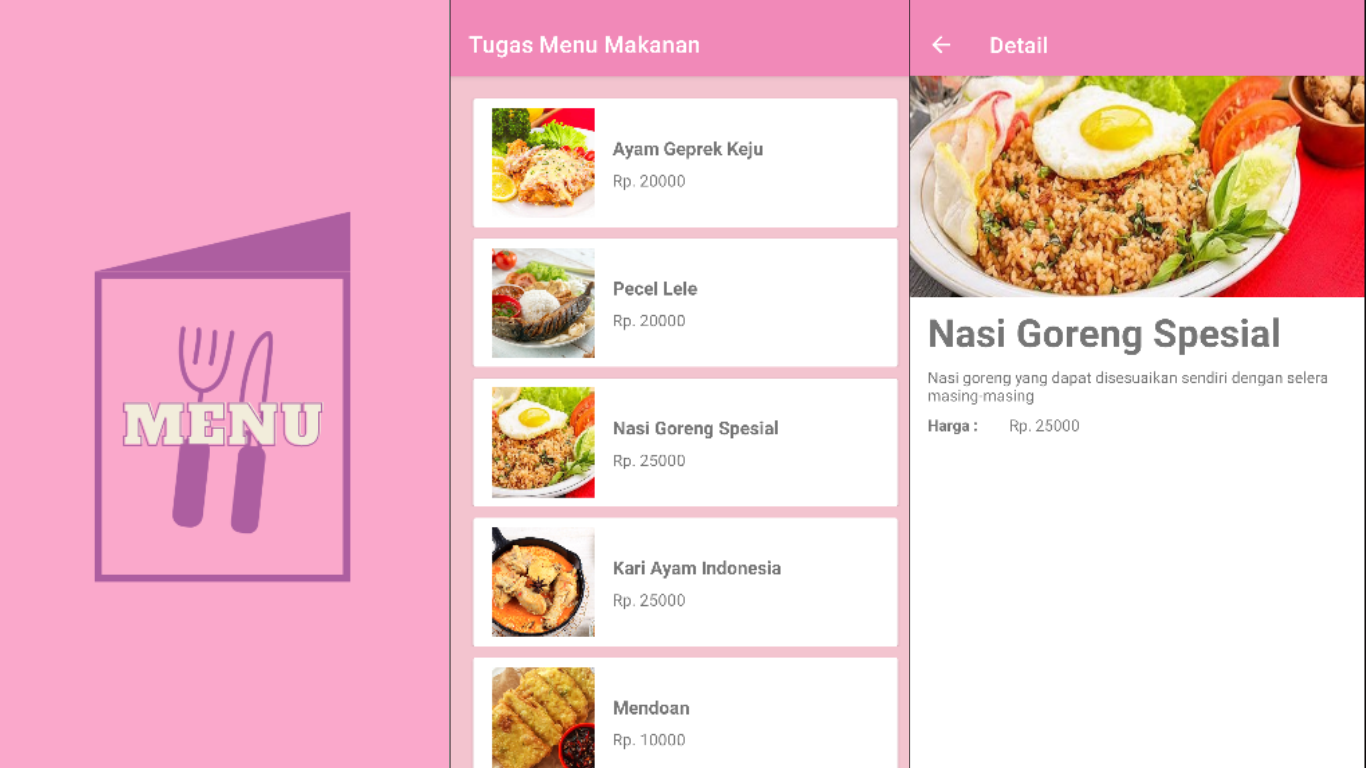 MENU
Tugas Menu Makanan
Ayam Geprek Keju
Rp. 20000
Pecel Lele
Rp. 20000
Nasi Goreng Spesial
Rp. 25000
Kari Ayam Indonesia
Rp. 25000
Mendoan
Rp. 10000
Detail
Nasi Goreng Spesial
Nasi goreng yang dapat disesuaikan sendiri dengan selera
masing-masing
Harga : Rp. 25000